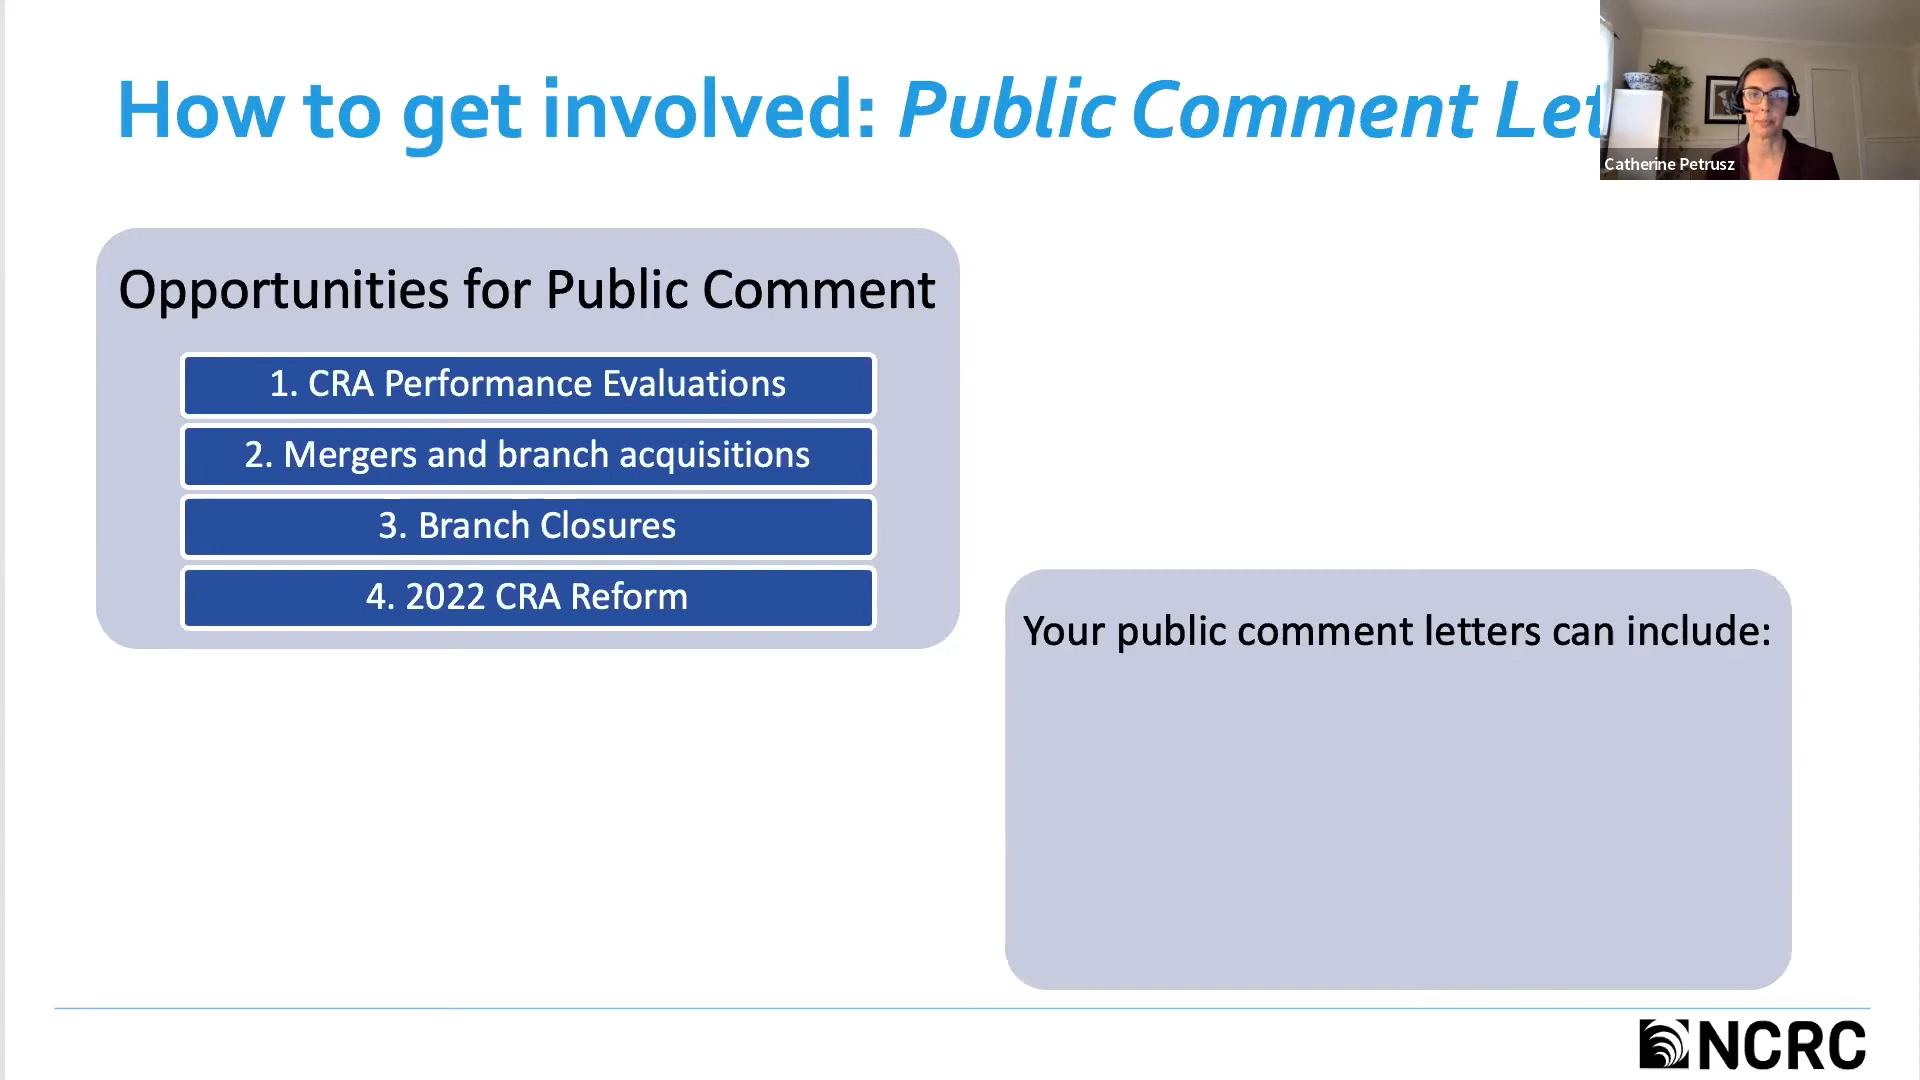 How to get involved: Public Comment Let
Catherine Petrusz
Opportunities for Public Comment
1. CRA Performance Evaluations
2. Mergers and branch acquisitions
3. Branch Closures
4. 2022 CRA Reform
Your public comment letters can include:
NCRC